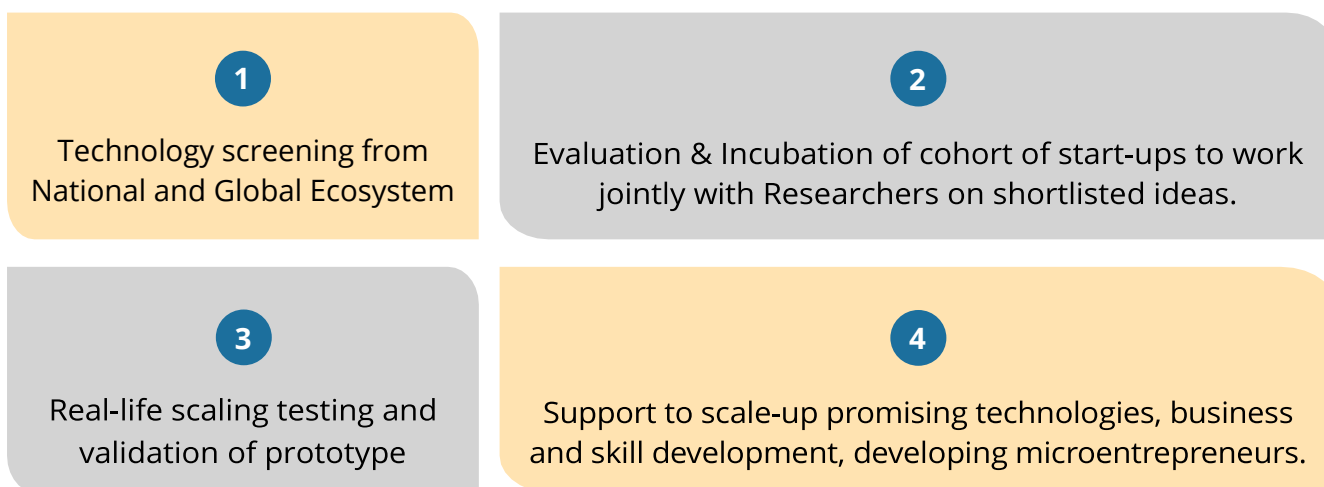 1
Technology screening from
National and Global Ecosystem
2
Evaluation & Incubation of cohort of start-ups to work
jointly with Researchers on shortlisted ideas.
3
Real-life scaling testing and
validation of prototype
4
Support to scale-up promising technologies, business
and skill development, developing microentrepreneurs.